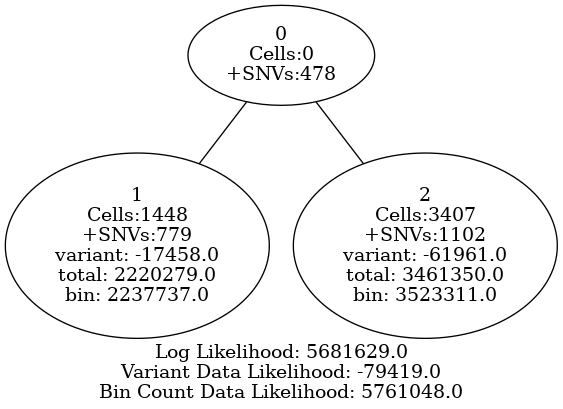 0
Cells:0
+SNVs:478
1
Cells:1448
+SNVs:779
variant: -17458.0
total: 2220279.0
bin: 2237737.0
2
Cells:3407
+SNVs:1102
variant: -61961.0
total: 3461350.0
bin: 3523311.0
Log Likelihood: 5681629.0
Variant Data Likelihood: -79419.0
Bin Count Data Likelihood: 5761048.0